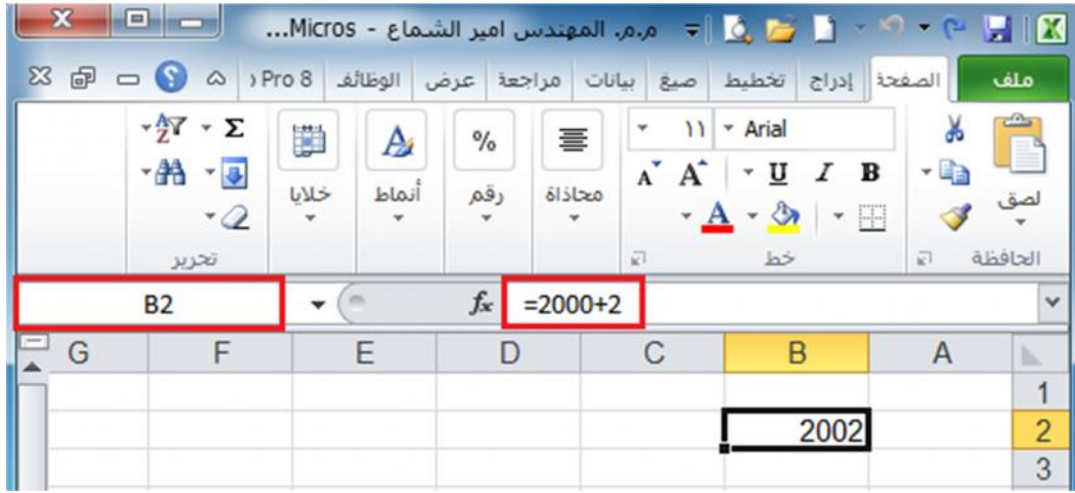 م.م. المهندس امير الشماع - Micros...
ملف الصفحة إدراج تخطيط صيغ بيانات مراجعة عرض الوظائف Pro 8
Arial ١١ % Σ
B I U A A
لصق محاذاة رقم أنماط خلايا
الحافظة خط تحرير
B2 fx =2000+2
A B C D E F G
1
2002 2
3